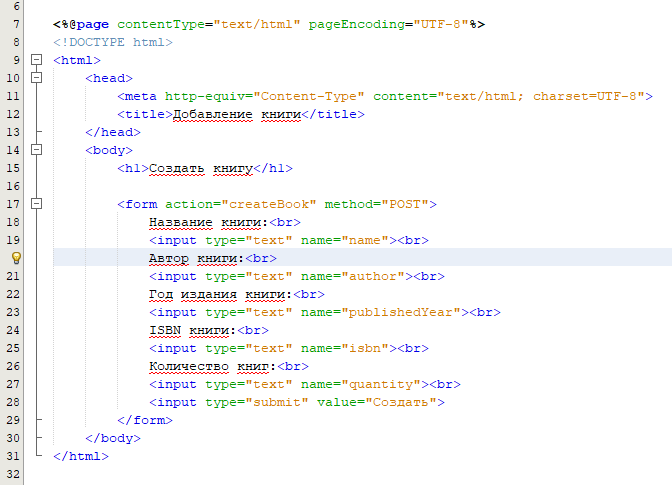 6
7 <%@page contentType="text/html" pageEncoding="UTF-8"%>
8 <!DOCTYPE html>
9 <html>
10 <head>
11 <meta http-equiv="Content-Type" content="text/html; charset=UTF-8">
12 <title>Добавление книги</title>
13 </head>
14 <body>
15 <h1>Создать книгу</h1>
16
17 <form action="createBook" method="POST">
18 Название книги:<br>
19 <input type="text" name="name"><br>
Автор книги:<br>
21 <input type="text" name="author"><br>
22 Год издания книги:<br>
23 <input type="text" name="publishedYear"><br>
24 ISBN книги:<br>
25 <input type="text" name="isbn"><br>
26 Количество книг:<br>
27 <input type="text" name="quantity"><br>
28 <input type="submit" value="Создать">
29 </form>
30 </body>
31 </html>
32